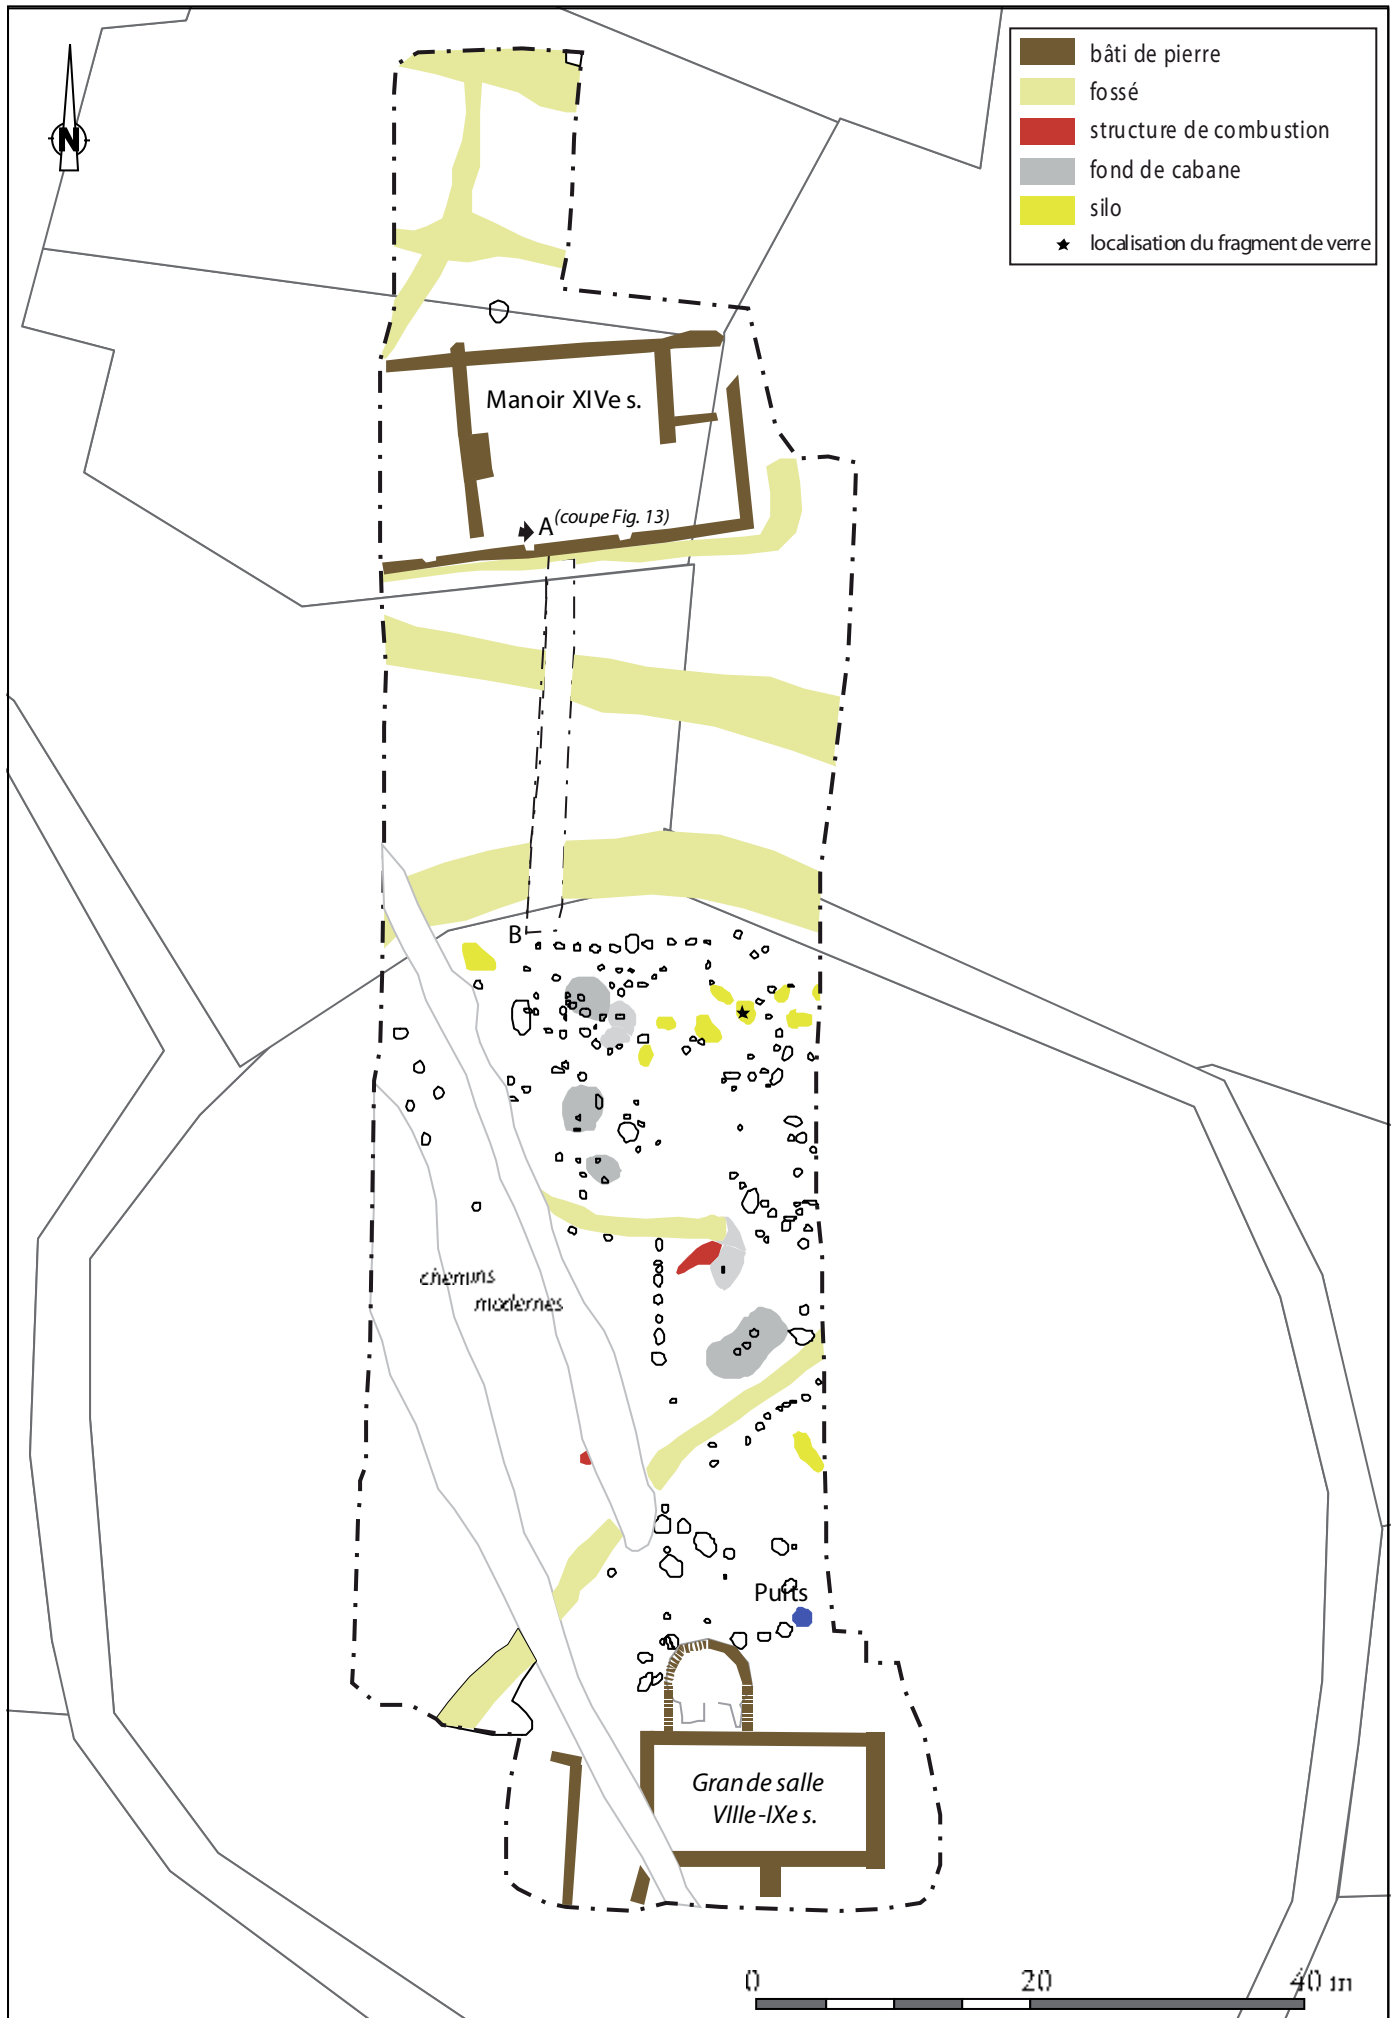 N
bâti de pierre
fossé
structure de combustion
fond de cabane
silo
localisation du fragment de verre
Manoir XIVe s.
A (coupe Fig. 13)
B
chemins
modernes
Puits
Grande salle
VIIIe-IXe s.
0 20 40 m